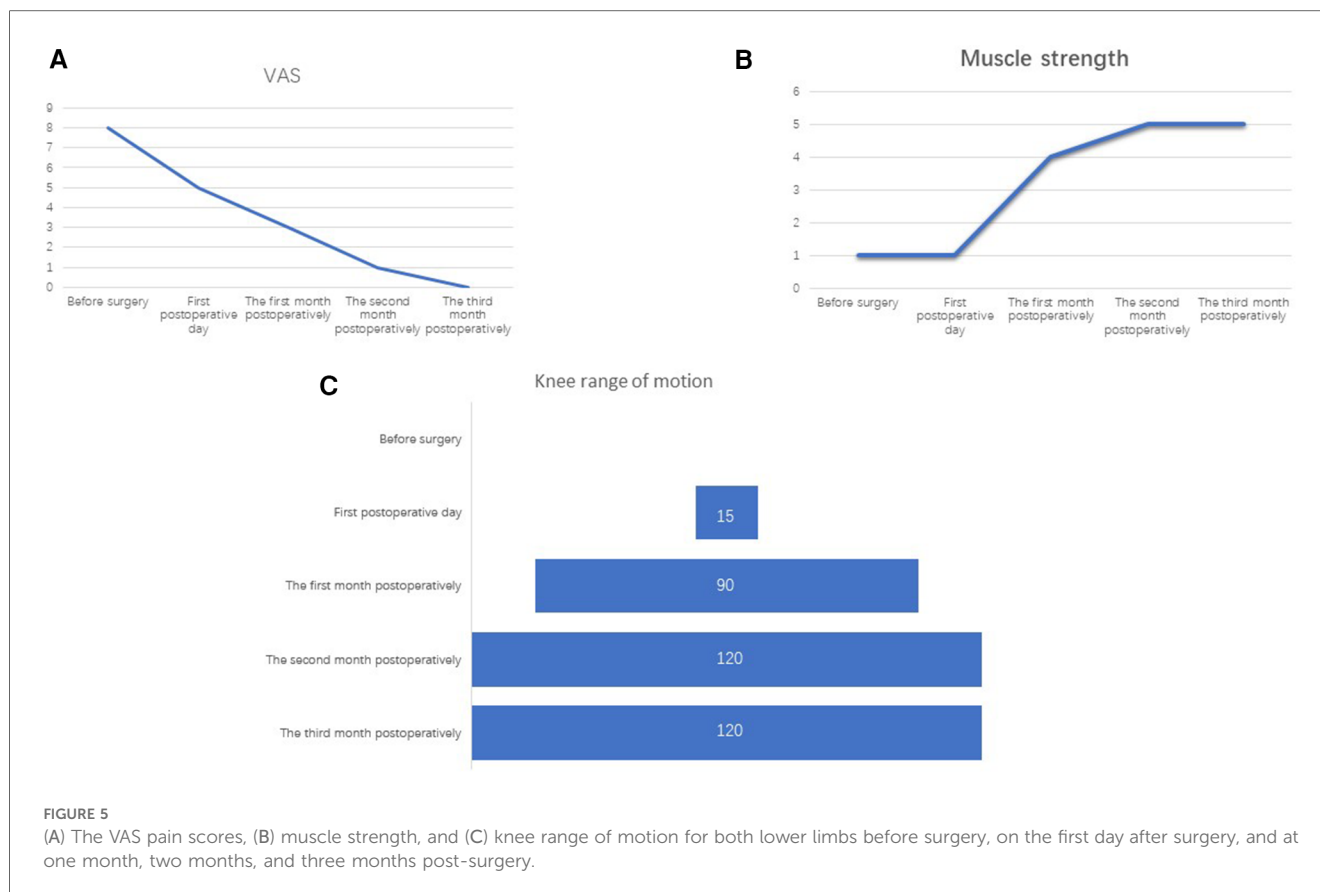 A
VAS
9
8
7
6
5
4
3
2
1
0
Before surgery
First
postoperative
day
The first month
postoperatively
The second
month
postoperatively
The third
month
postoperatively
B
Muscle strength
6
5
4
3
2
1
0
Before surgery
First
postoperative
day
The first month
postoperatively
The second
month
postoperatively
The third month
postoperatively
C
Knee range of motion
Before surgery
First postoperative day
15
The first month postoperatively
90
The second month postoperatively
120
The third month postoperatively
120
FIGURE 5
(A) The VAS pain scores, (B) muscle strength, and (C) knee range of motion for both lower limbs before surgery, on the first day after surgery, and at
one month, two months, and three months post-surgery.